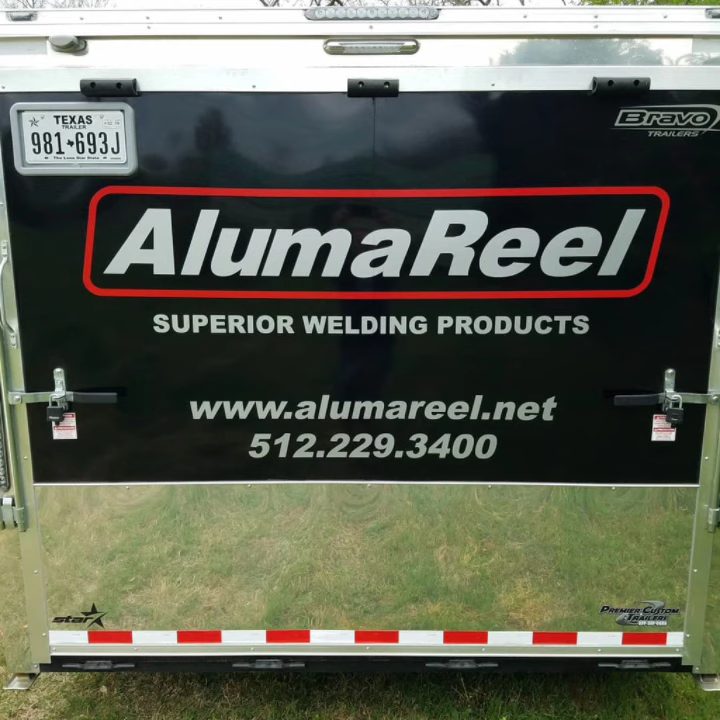 TEXAS
TRAILER
981 693J
The Lone Star State
Bravo
TRAILERS
AlumaReel
SUPERIOR WELDING PRODUCTS
www.alumareel.net
512.229.3400
star
PREMIER CUSTOM
TRAILERS